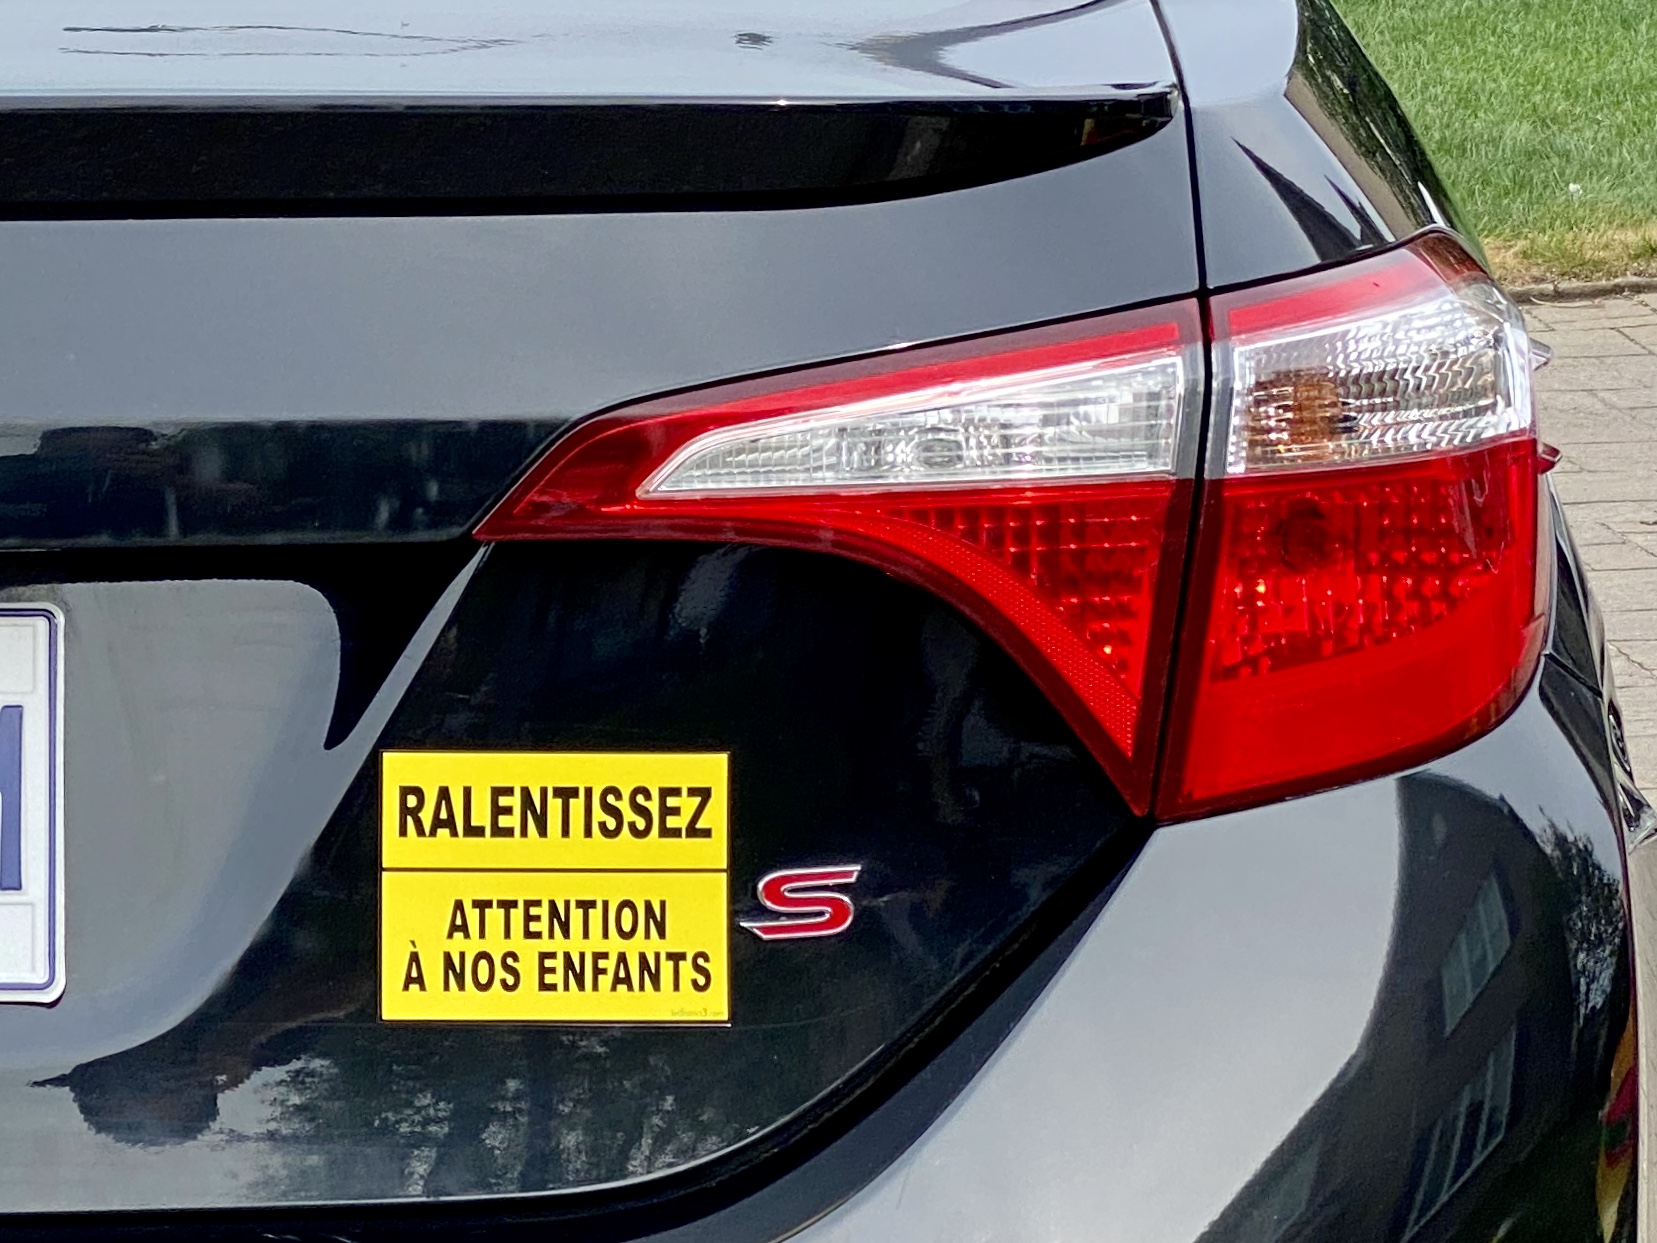 RALENTISSEZ
ATTENTION
À NOS ENFANTS
S